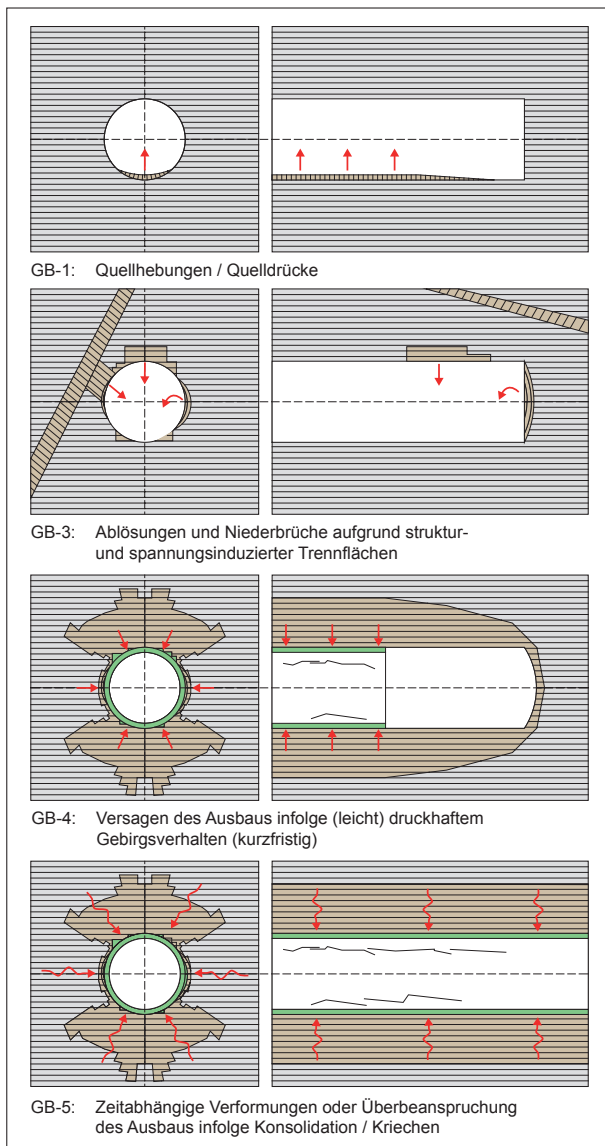 GB-1: Quellhebungen / Quelldrücke
GB-3: Ablösungen und Niederbrüche aufgrund struktur-
und spannungsinduzierter Trennflächen
GB-4: Versagen des Ausbaus infolge (leicht) druckhaftem
Gebirgsverhalten (kurzfristig)
GB-5: Zeitabhängige Verformungen oder Überbeanspruchung
des Ausbaus infolge Konsolidation / Kriechen